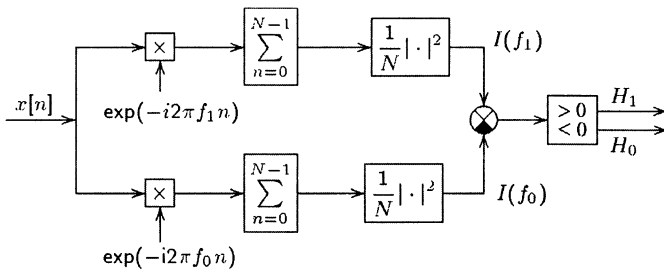 x[n]
×
exp(−i2πf₁n)
N−1
∑
n=0
1/N |·|²
I(f₁)
> 0
< 0
H₁
H₀
×
exp(−i2πf₀n)
N−1
∑
n=0
1/N |·|²
I(f₀)